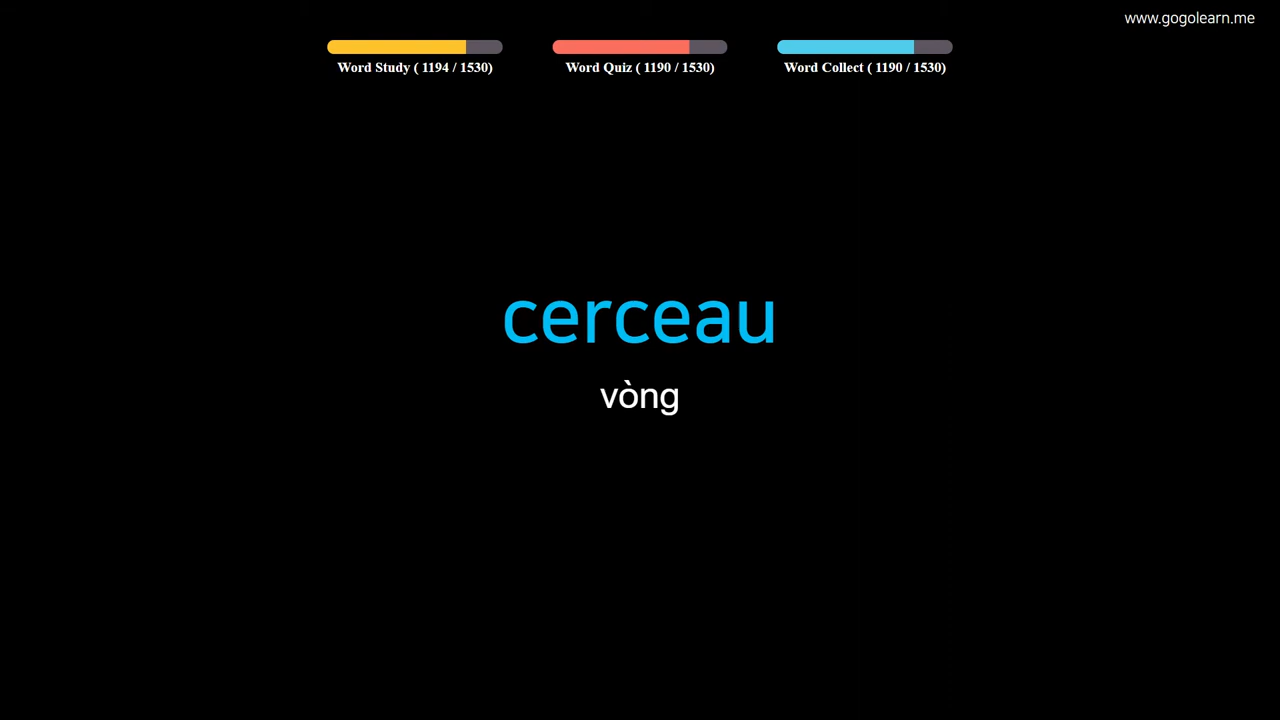 www.gogolearn.me
Word Study ( 1194 / 1530)
Word Quiz ( 1190 / 1530)
Word Collect ( 1190 / 1530)
cerceau
vòng